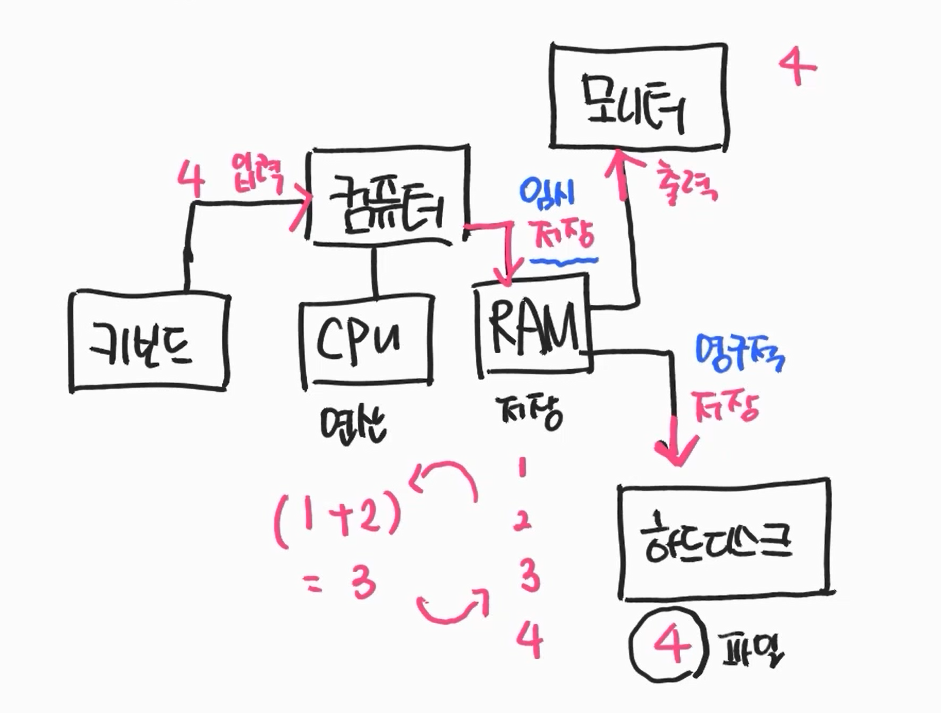 모니터
4
4 입력
컴퓨터
임시
저장
출력
키보드
CPU
RAM
영구적
저장
연산
저장
(1+2)
= 3
1
2
3
4
하드디스크
4 파일